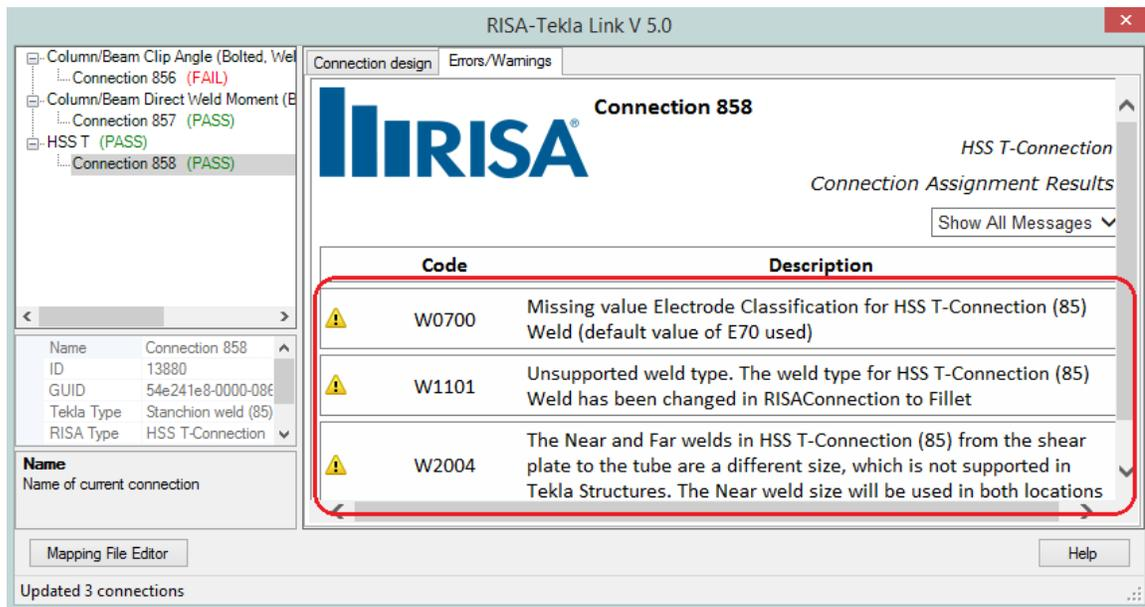 RISA-Tekla Link V 5.0
Column/Beam Clip Angle (Bolted, Wel
Connection 856 (FAIL)
Column/Beam Direct Weld Moment (B
Connection 857 (PASS)
HSS T (PASS)
Connection 858 (PASS)
Name Connection 858
ID 13880
GUID 54e241e8-0000-086
Tekla Type Stanchion weld (85)
RISA Type HSS T-Connection
Name
Name of current connection
Connection design Errors/Warnings
RISA®
Connection 858
HSS T-Connection
Connection Assignment Results
Show All Messages
Code Description
W0700 Missing value Electrode Classification for HSS T-Connection (85)
Weld (default value of E70 used)
W1101 Unsupported weld type. The weld type for HSS T-Connection (85)
Weld has been changed in RISAConnection to Fillet
The Near and Far welds in HSS T-Connection (85) from the shear
W2004 plate to the tube are a different size, which is not supported in
Tekla Structures. The Near weld size will be used in both locations
Mapping File Editor Help
Updated 3 connections